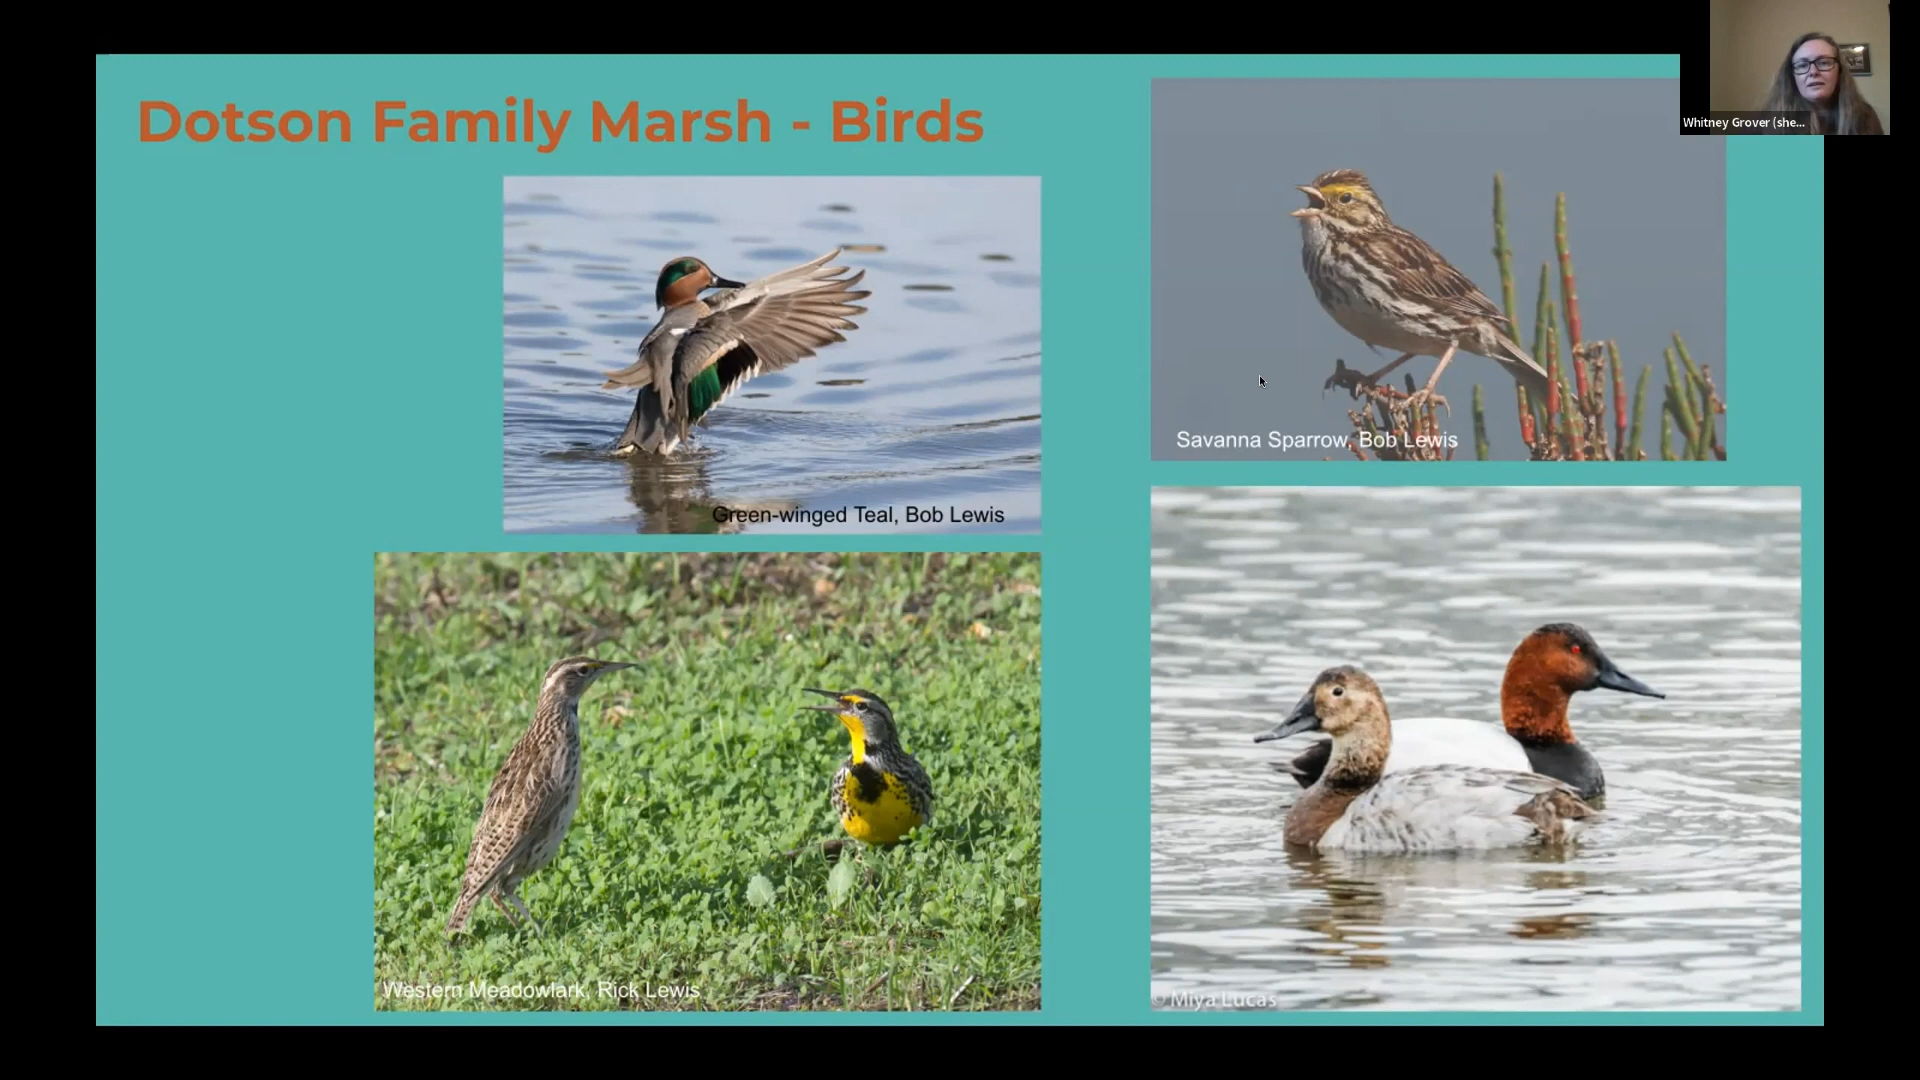 Dotson Family Marsh - Birds
Whitney Grover (she...
Green-winged Teal, Bob Lewis
Savanna Sparrow, Bob Lewis
Western Meadowlark, Rick Lewis
© Miya Lucas